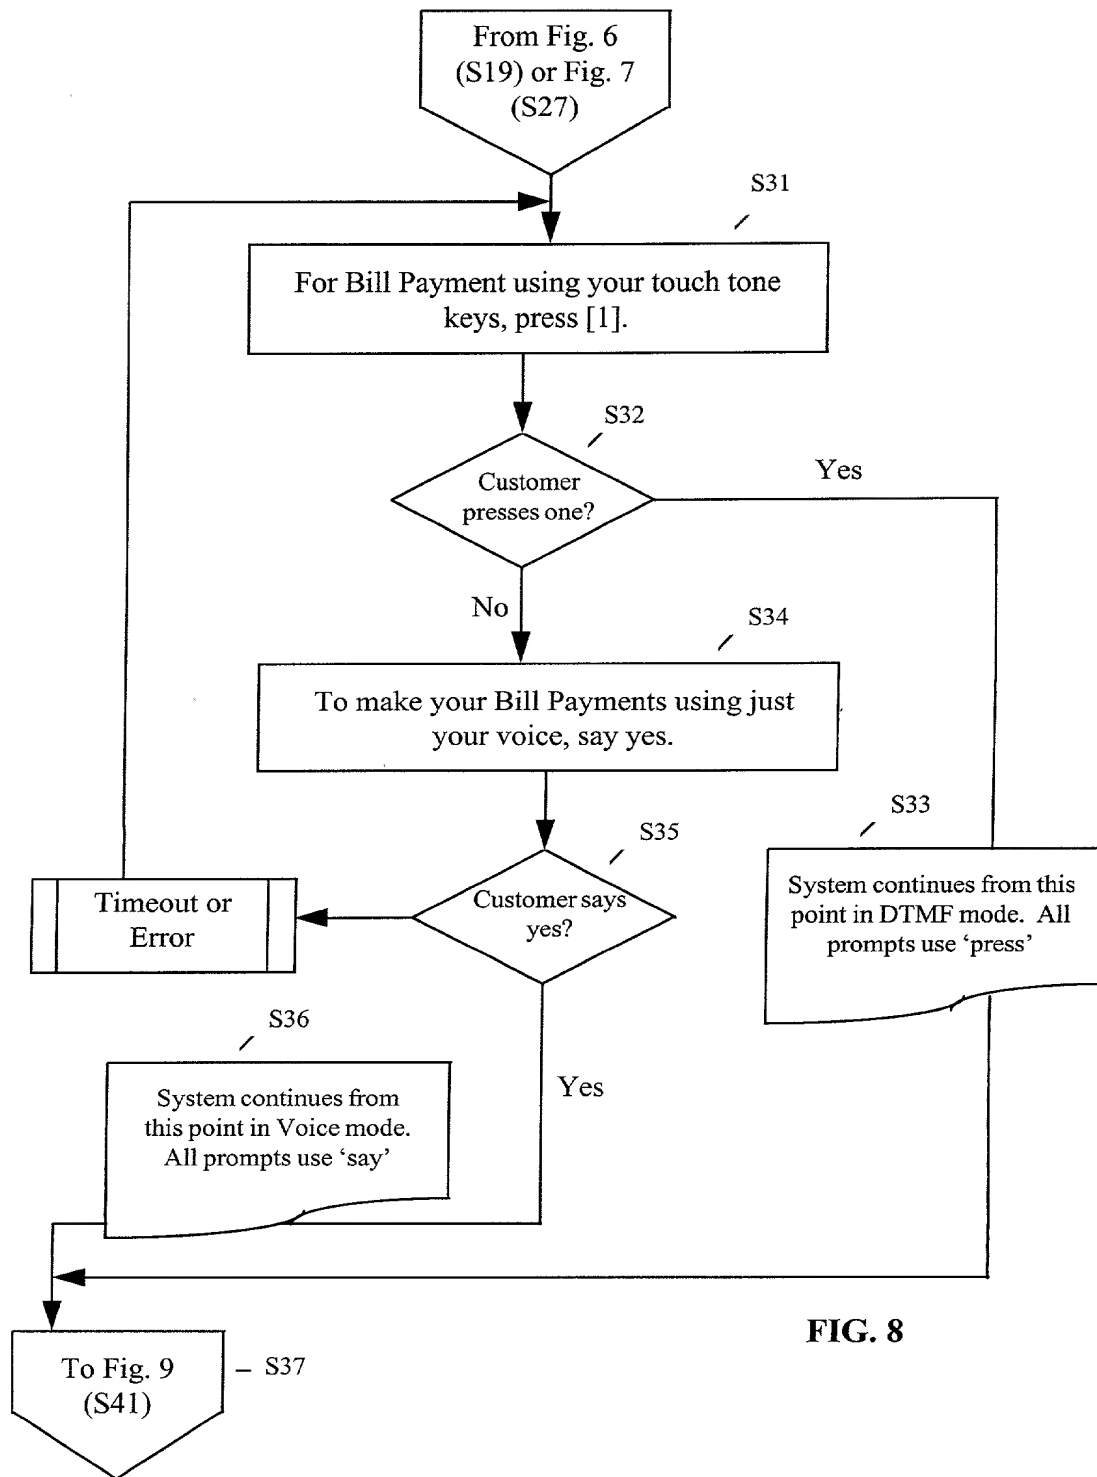 From Fig. 6
(S19) or Fig. 7
(S27)
S31
For Bill Payment using your touch tone
keys, press [1].
S32
Customer
presses one?
Yes
No
S34
To make your Bill Payments using just
your voice, say yes.
S35
Customer says
yes?
Timeout or
Error
S33
System continues from this
point in DTMF mode.  All
prompts use ‘press’
S36
System continues from
this point in Voice mode.
All prompts use ‘say’
Yes
FIG. 8
To Fig. 9
(S41)
S37